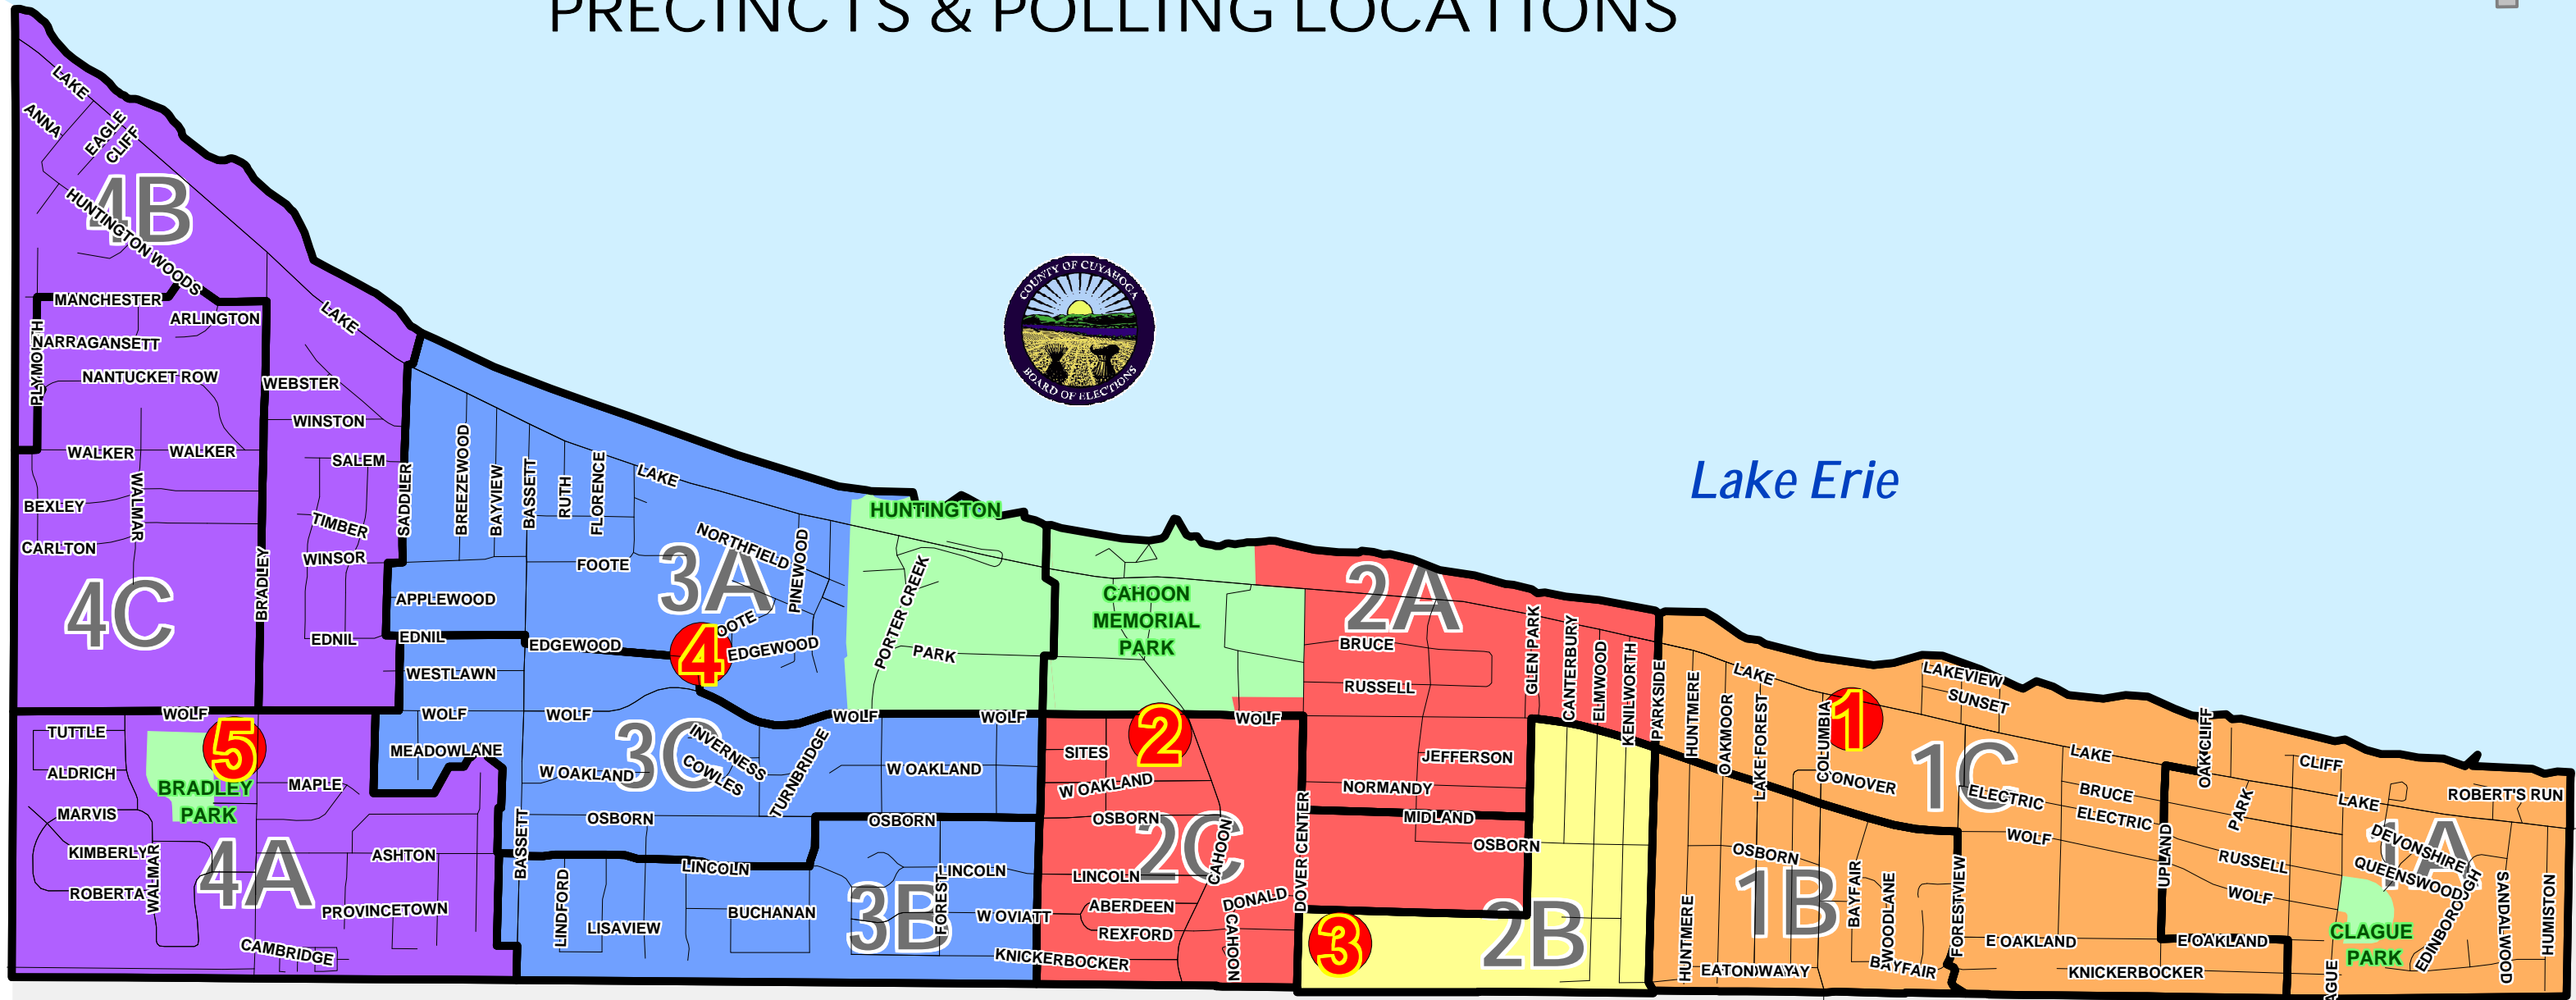 PRECINCTS & POLLING LOCATIONS
COUNTY OF CUYAHOGA
BOARD OF ELECTIONS
Lake Erie
LAKE
ANNA
EAGLE
CLIFF
4B
HUNTINGTON WOODS
MANCHESTER
ARLINGTON
PLYMOUTH
NARRAGANSETT
NANTUCKET ROW
LAKE
WEBSTER
WINSTON
WALKER
WALKER
SALEM
WALMAR
BEXLEY
CARLTON
TIMBER
WINSOR
SADLER
BRADLEY
4C
EDNIL
WOLF
TUTTLE
5
ALDRICH
BRADLEY
PARK
MAPLE
MARVIS
KIMBERLY
ROBERTA
WALMAR
4A
ASHTON
PROVINCETOWN
CAMBRIDGE
BREEZEWOOD
BAYVIEW
BASSETT
RUTH
FLORENCE
LAKE
NORTHFIELD
PINEWOOD
FOOTE
3A
APPLEWOOD
EDNIL
EDGEWOOD
4
EDGEWOOD
WESTLAWN
WOLF
WOLF
MEADOWLANE
3C
INVERNESS
COWLES
TURNBRIDGE
W OAKLAND
W OAKLAND
WOLF
WOLF
OSBORN
OSBORN
BASSETT
LINCOLN
LINCOLN
LINDFORD
LISAVIEW
BUCHANAN
3B
FOREST
W OVIATT
KNICKERBOCKER
HUNTINGTON
PORTER CREEK
PARK
CAHOON
MEMORIAL
PARK
2
WOLF
SITES
W OAKLAND
OSBORN
2C
CAHOON
LINCOLN
ABERDEEN
REXFORD
DONALD
CAHOON
DOVER CENTER
2A
BRUCE
RUSSELL
GLEN PARK
CANTERBURY
ELMWOOD
KENILWORTH
PARKSIDE
JEFFERSON
NORMANDY
MIDLAND
OSBORN
3
2B
HUNTMERE
OAKMOOR
LAKE FOREST
LAKE
COLUMBIA
1
LAKEVIEW
SUNSET
CONOVER
1C
ELECTRIC
OSBORN
1B
HUNTMERE
BAYFAIR
WOODLANE
FORESTVIEW
EATON WAY
BAYFAIR
LAKE
BRUCE
ELECTRIC
WOLF
UPLAND
OAKCLIFF
PARK
CLIFF
LAKE
ROBERT'S RUN
DEVONSHIRE
1A
QUEENSWOOD
RUSSELL
WOLF
E OAKLAND
E OAKLAND
KNICKERBOCKER
CLAGUE
PARK
EDINBOROUGH
SANDALWOOD
HUMISTON